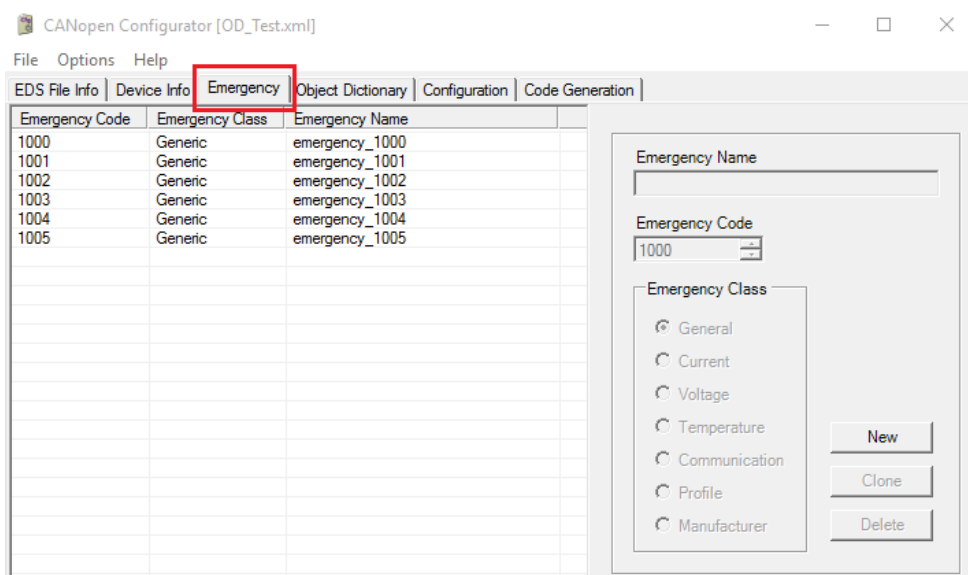 CANopen Configurator [OD_Test.xml]
File Options Help
EDS File Info Device Info Emergency Object Dictionary Configuration Code Generation
Emergency Code Emergency Class Emergency Name
1000 Generic emergency_1000
1001 Generic emergency_1001
1002 Generic emergency_1002
1003 Generic emergency_1003
1004 Generic emergency_1004
1005 Generic emergency_1005
Emergency Name
Emergency Code
1000
Emergency Class
General
Current
Voltage
Temperature
Communication
Profile
Manufacturer
New
Clone
Delete